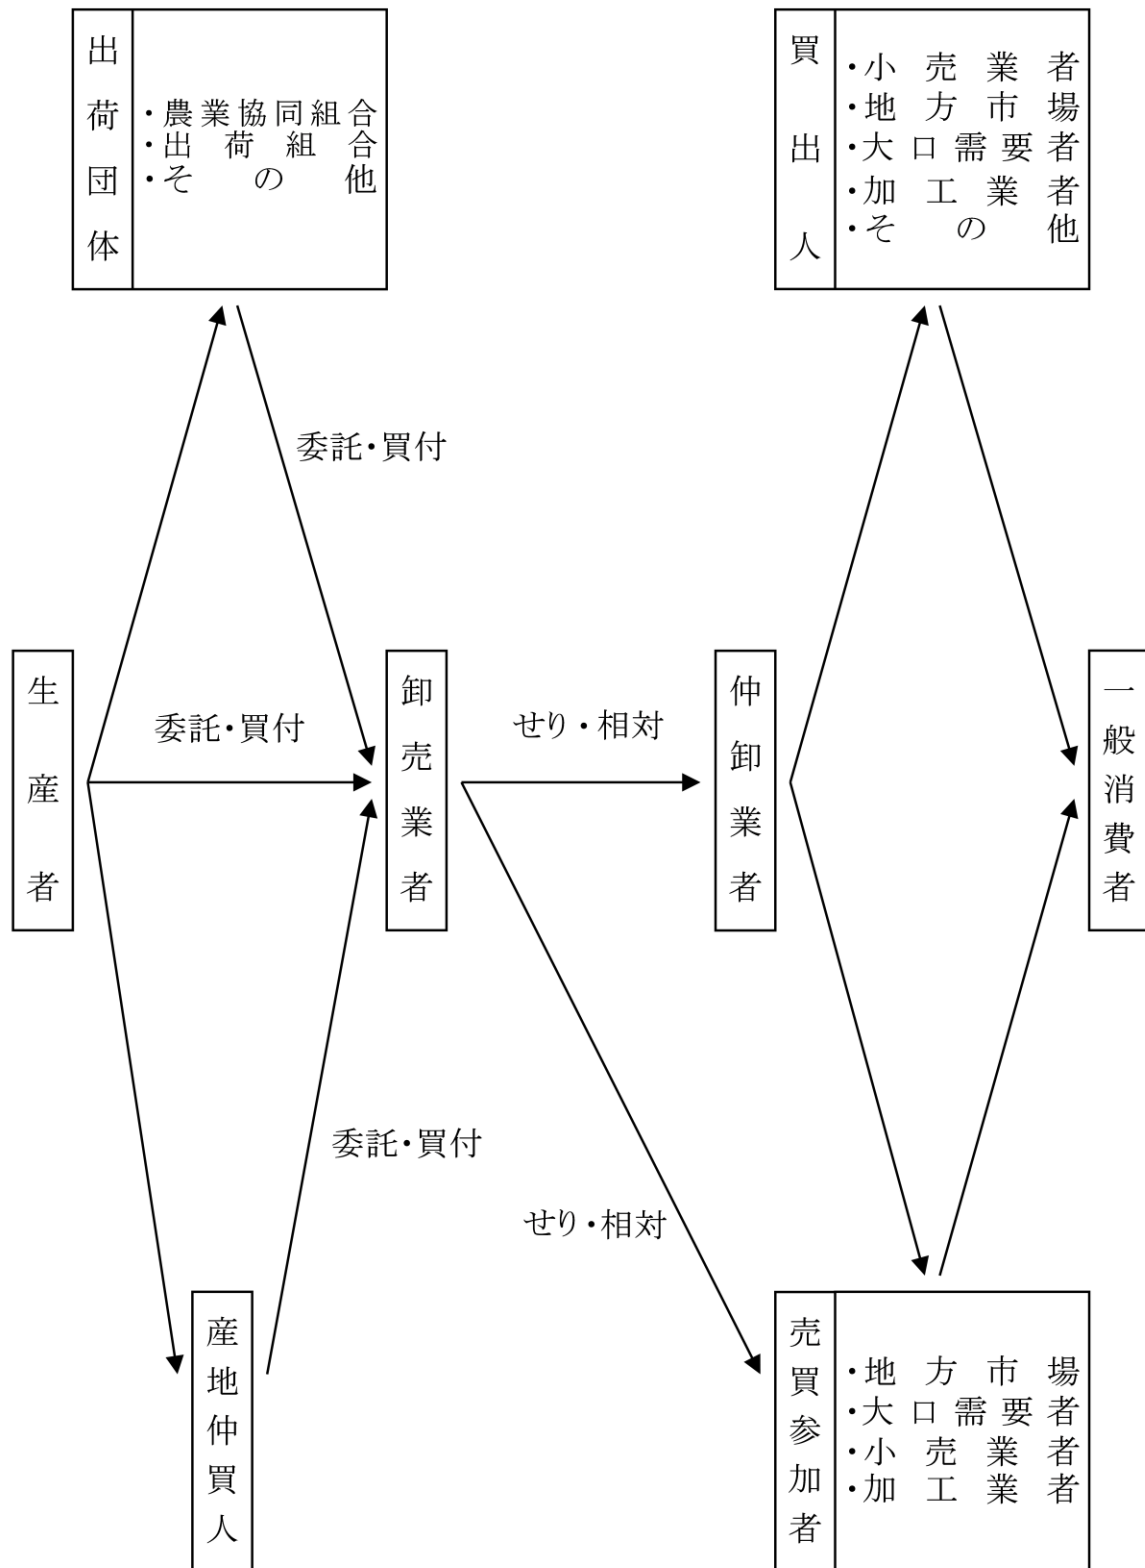 出荷団体
・農業協同組合
・出荷組合
・その他
買出人
・小売業者
・地方市場
・大口需要者
・加工業者
・その他
委託・買付
生産者
委託・買付
卸売業者
せり・相対
仲卸業者
一般消費者
委託・買付
せり・相対
産地仲買人
売買参加者
・地方市場
・大口需要者
・小売業者
・加工業者